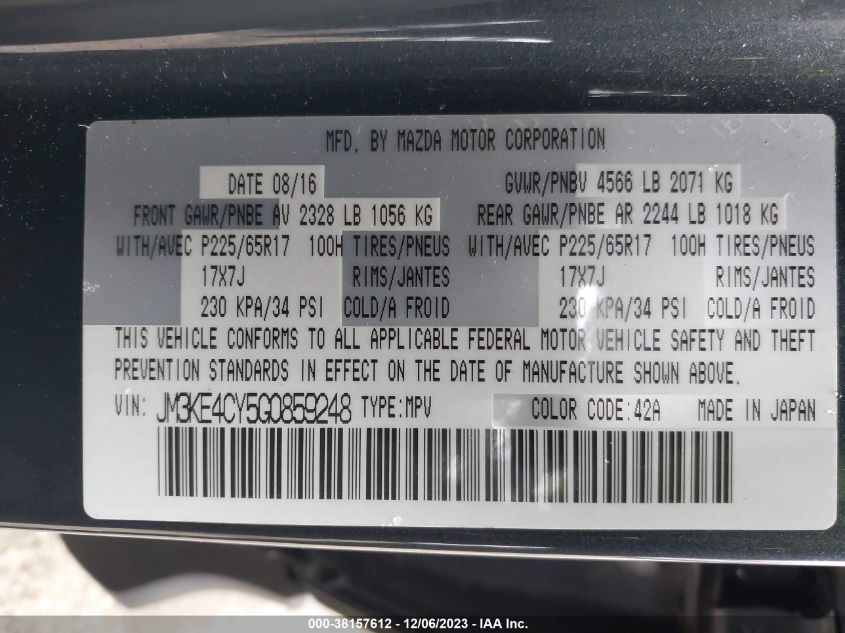 MFD. BY MAZDA MOTOR CORPORATION
DATE 08/16 GVWR/PNBV 4566 LB 2071 KG
FRONT GAWR/PNBE AV 2328 LB 1056 KG REAR GAWR/PNBE AR 2244 LB 1018 KG
WITH/AVEC P225/65R17 100H TIRES/PNEUS WITH/AVEC P225/65R17 100H TIRES/PNEUS
17X7J RIMS/JANTES 17X7J RIMS/JANTES
230 KPA/34 PSI COLD/A FROID 230 KPA/34 PSI COLD/A FROID
THIS VEHICLE CONFORMS TO ALL APPLICABLE FEDERAL MOTOR VEHICLE SAFETY AND THEFT
PREVENTION STANDARDS IN EFFECT ON THE DATE OF MANUFACTURE SHOWN ABOVE.
VIN: JM3KE4CY5G0859248 TYPE:MPV COLOR CODE:42A MADE IN JAPAN
000-38157612 - 12/06/2023 - IAA Inc.